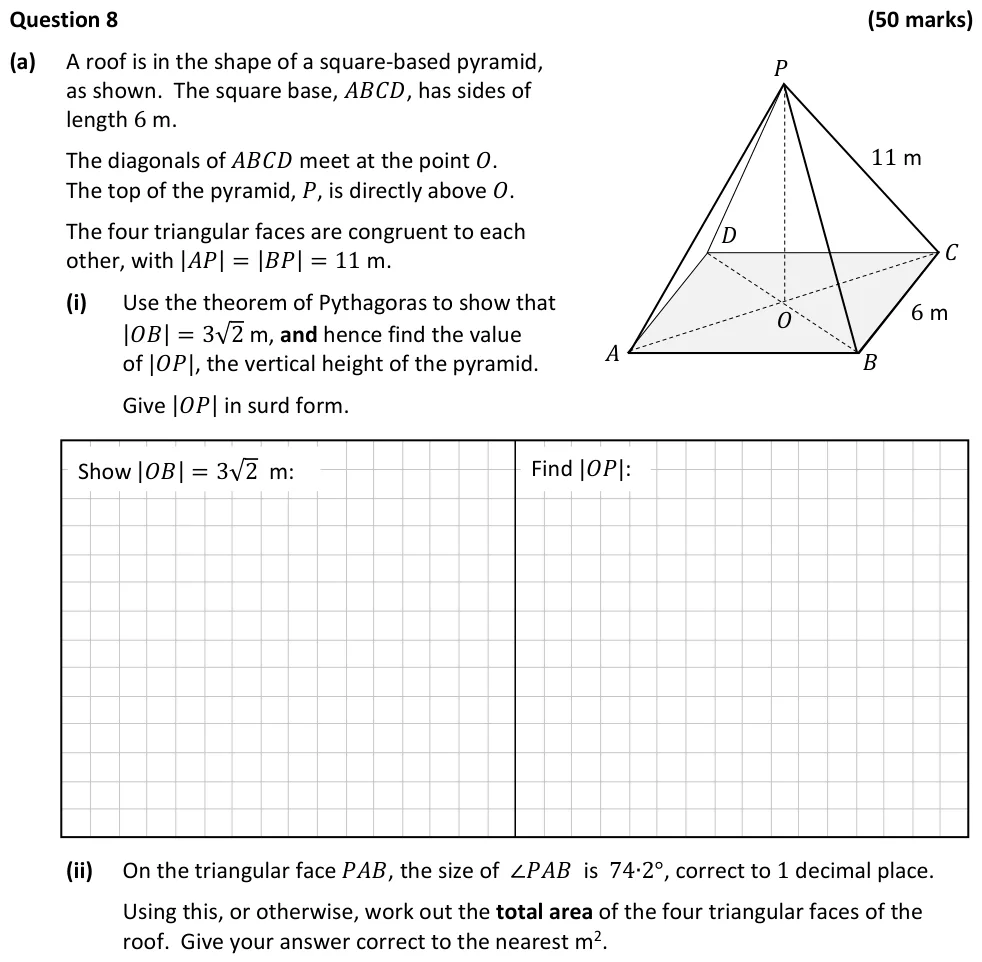 Question 8 (50 marks)
(a) A roof is in the shape of a square-based pyramid,
as shown. The square base, ABCD, has sides of
length 6 m.
The diagonals of ABCD meet at the point O.
The top of the pyramid, P, is directly above O.
The four triangular faces are congruent to each
other, with |AP| = |BP| = 11 m.
(i) Use the theorem of Pythagoras to show that
|OB| = 3√2 m, and hence find the value
of |OP|, the vertical height of the pyramid.
Give |OP| in surd form.
P
11 m
D
C
O
6 m
A
B
Show |OB| = 3√2 m:
Find |OP|:
(ii) On the triangular face PAB, the size of ∠PAB is 74·2°, correct to 1 decimal place.
Using this, or otherwise, work out the total area of the four triangular faces of the
roof. Give your answer correct to the nearest m².